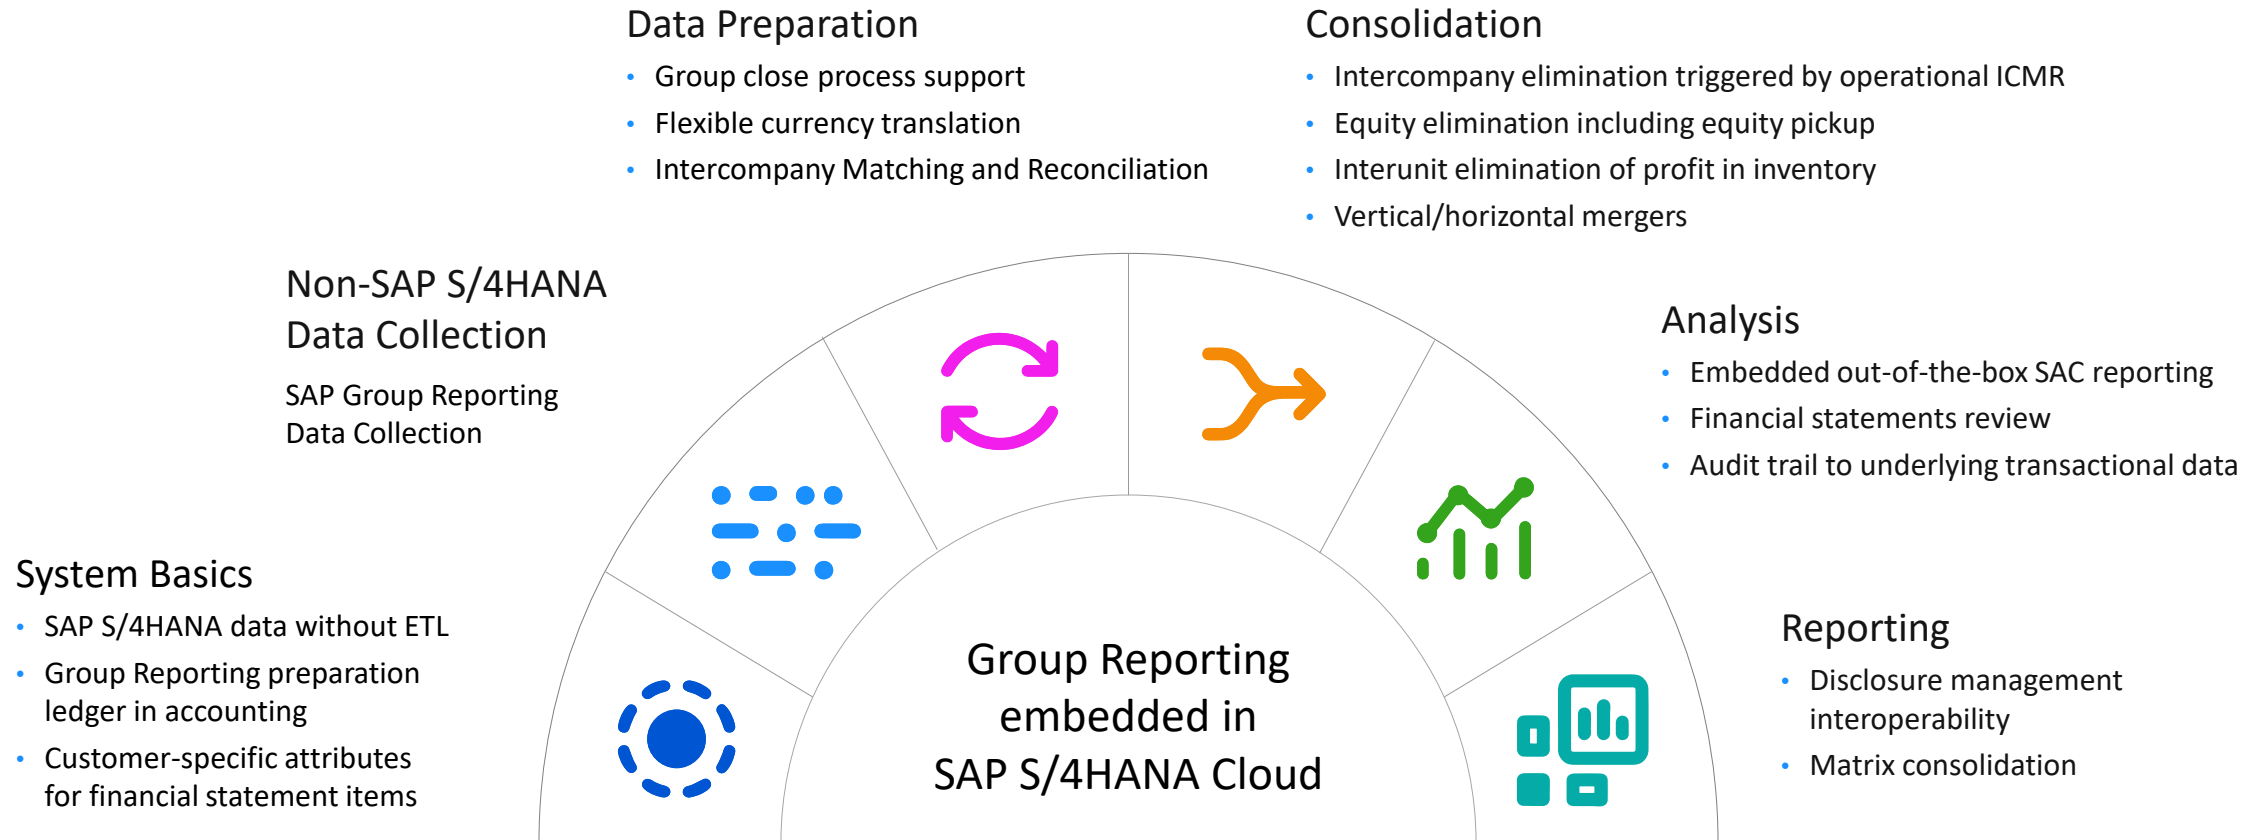 Data Preparation
• Group close process support
• Flexible currency translation
• Intercompany Matching and Reconciliation
Consolidation
• Intercompany elimination triggered by operational ICMR
• Equity elimination including equity pickup
• Interunit elimination of profit in inventory
• Vertical/horizontal mergers
Non-SAP S/4HANA
Data Collection
SAP Group Reporting
Data Collection
Analysis
• Embedded out-of-the-box SAC reporting
• Financial statements review
• Audit trail to underlying transactional data
System Basics
• SAP S/4HANA data without ETL
• Group Reporting preparation
ledger in accounting
• Customer-specific attributes
for financial statement items
Group Reporting
embedded in
SAP S/4HANA Cloud
Reporting
• Disclosure management
interoperability
• Matrix consolidation